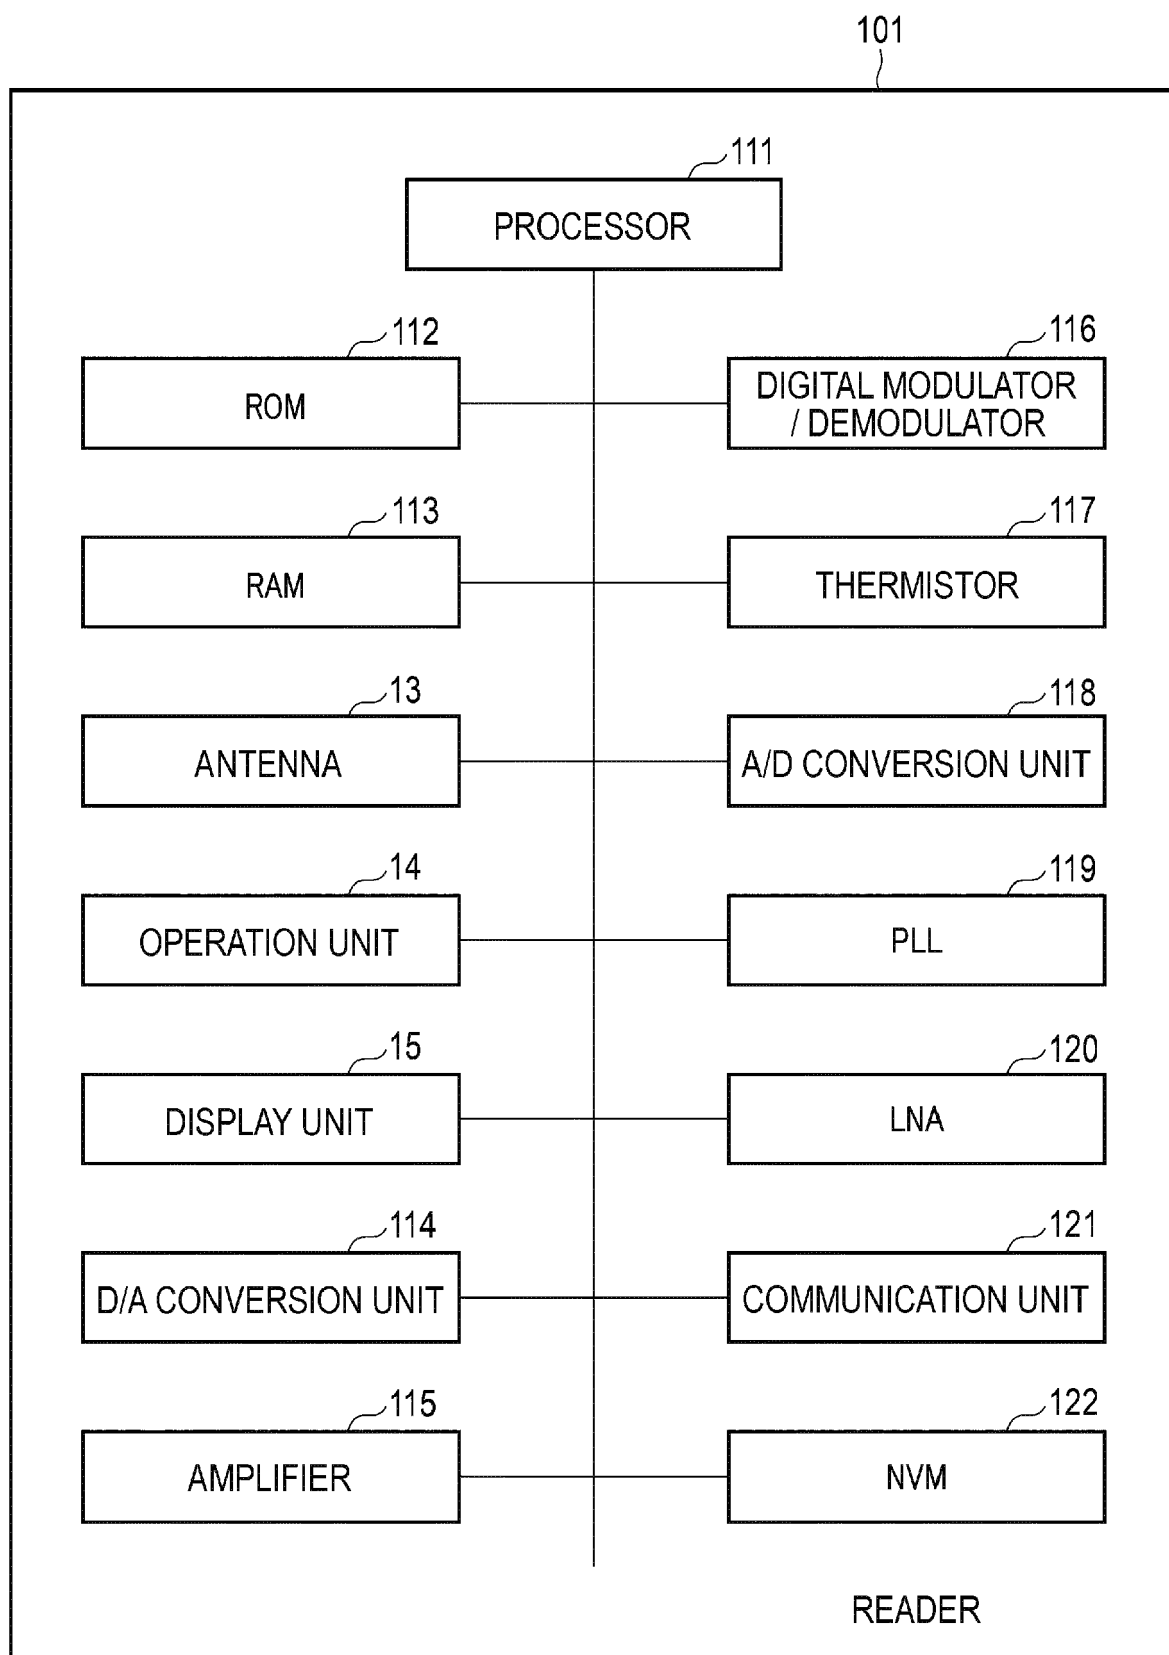 101
111
PROCESSOR
112
ROM
116
DIGITAL MODULATOR
/ DEMODULATOR
113
RAM
117
THERMISTOR
13
ANTENNA
118
A/D CONVERSION UNIT
14
OPERATION UNIT
119
PLL
15
DISPLAY UNIT
120
LNA
114
D/A CONVERSION UNIT
121
COMMUNICATION UNIT
115
AMPLIFIER
122
NVM
READER